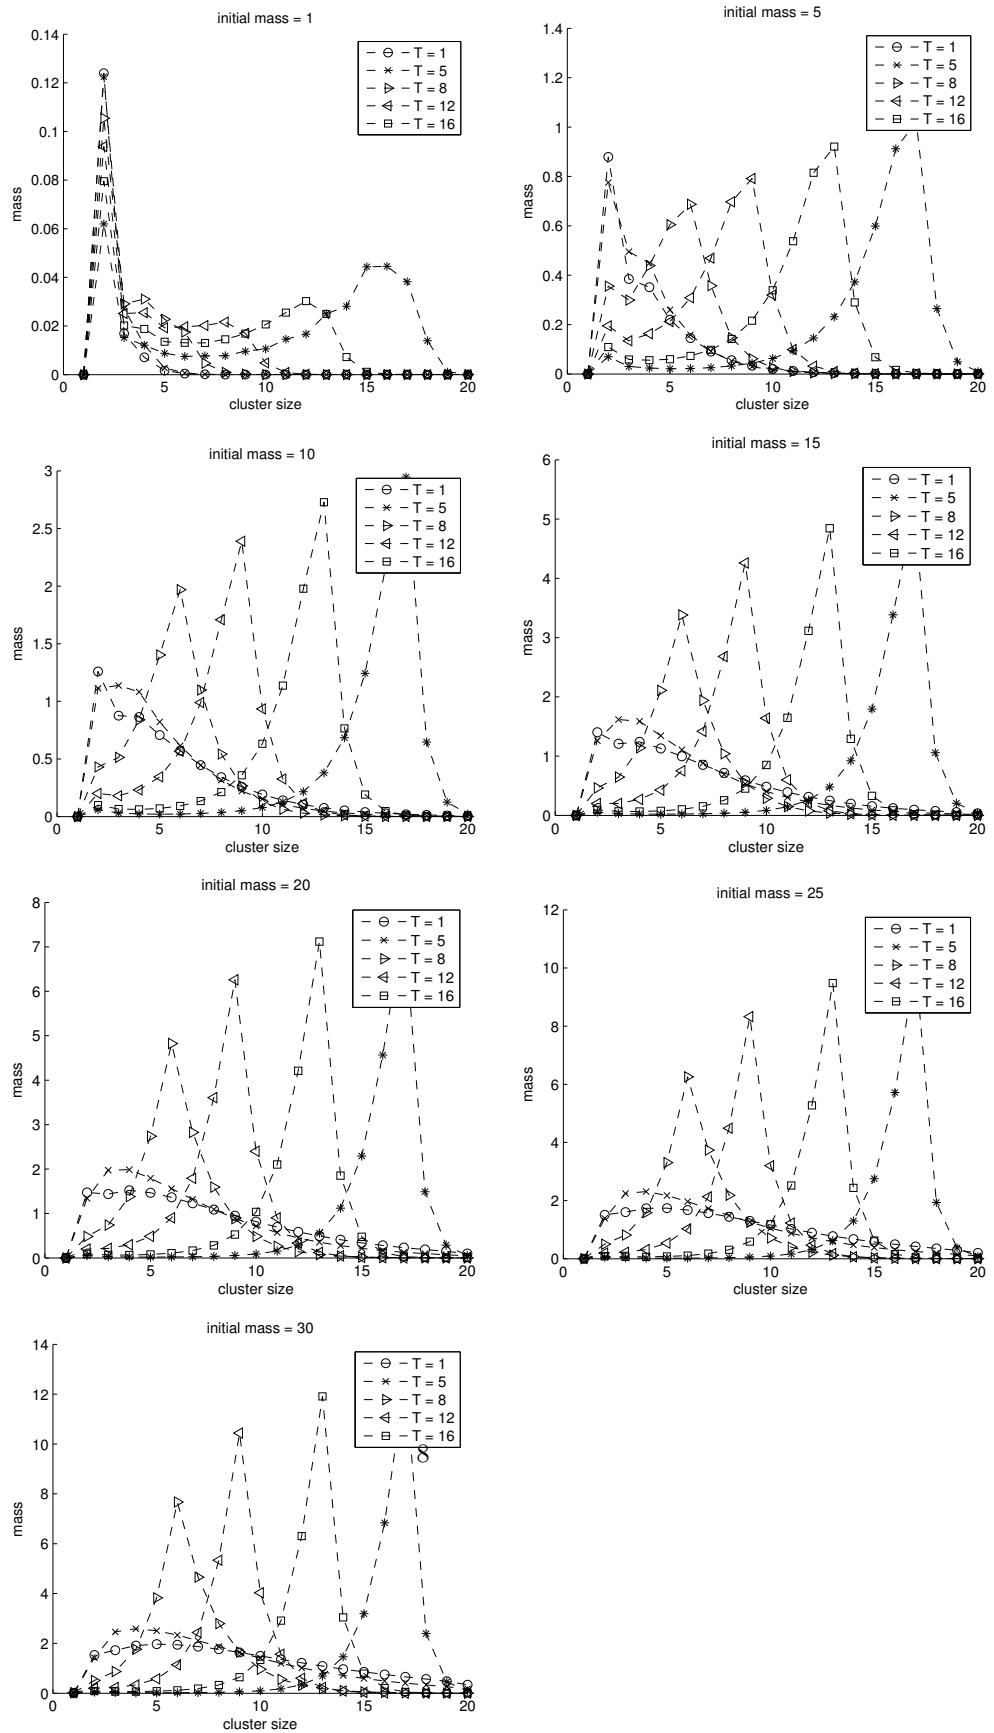 initial mass = 1
0.14
0.12
0.1
0.08
0.06
0.04
0.02
0
mass
0 5 10 15 20
cluster size
T = 1
T = 5
T = 8
T = 12
T = 16
initial mass = 5
1.4
1.2
1
0.8
0.6
0.4
0.2
0
mass
0 5 10 15 20
cluster size
T = 1
T = 5
T = 8
T = 12
T = 16
initial mass = 10
3
2.5
2
1.5
1
0.5
0
mass
0 5 10 15 20
cluster size
T = 1
T = 5
T = 8
T = 12
T = 16
initial mass = 15
6
5
4
3
2
1
0
mass
0 5 10 15 20
cluster size
T = 1
T = 5
T = 8
T = 12
T = 16
initial mass = 20
8
7
6
5
4
3
2
1
0
mass
0 5 10 15 20
cluster size
T = 1
T = 5
T = 8
T = 12
T = 16
initial mass = 25
12
10
8
6
4
2
0
mass
0 5 10 15 20
cluster size
T = 1
T = 5
T = 8
T = 12
T = 16
initial mass = 30
14
12
10
8
6
4
2
0
mass
0 5 10 15 20
cluster size
T = 1
T = 5
T = 8
T = 12
T = 16